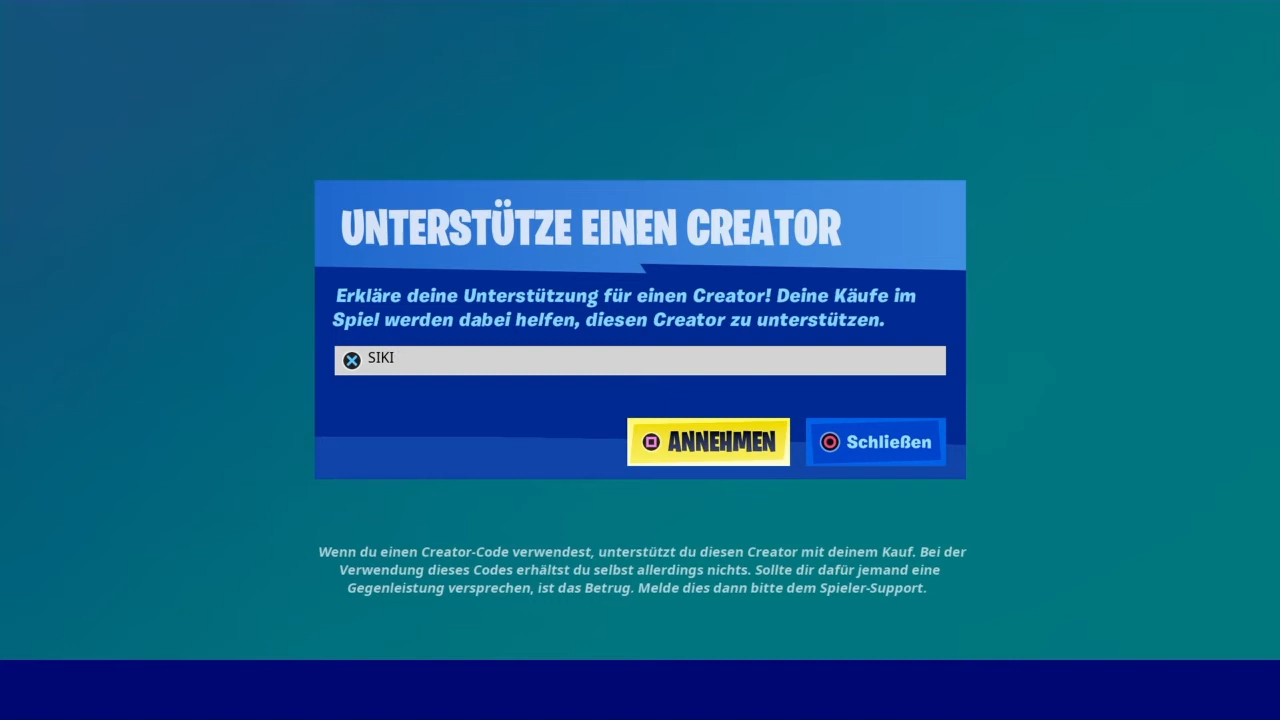 UNTERSTÜTZE EINEN CREATOR
Erkläre deine Unterstützung für einen Creator! Deine Käufe im
Spiel werden dabei helfen, diesen Creator zu unterstützen.
SIKI
ANNEHMEN Schließen
Wenn du einen Creator-Code verwendest, unterstützt du diesen Creator mit deinem Kauf. Bei der
Verwendung dieses Codes erhältst du selbst allerdings nichts. Sollte dir dafür jemand eine
Gegenleistung versprechen, ist das Betrug. Melde dies dann bitte dem Spieler-Support.